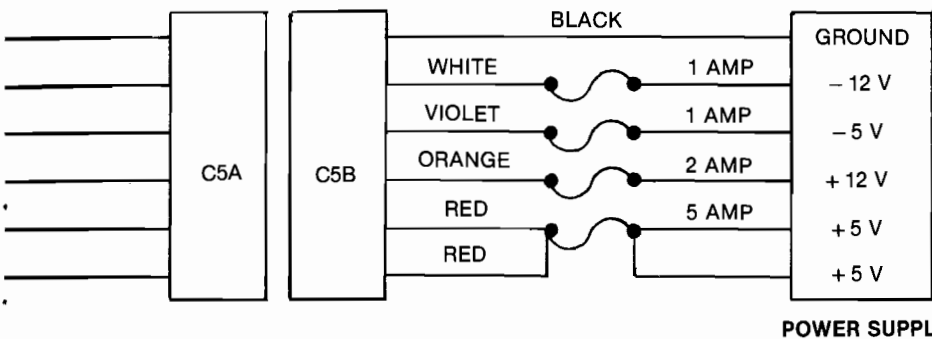 BLACK
GROUND
WHITE
1 AMP
− 12 V
VIOLET
1 AMP
− 5 V
ORANGE
2 AMP
+ 12 V
C5A
C5B
RED
5 AMP
+ 5 V
RED
+ 5 V
POWER SUPPL